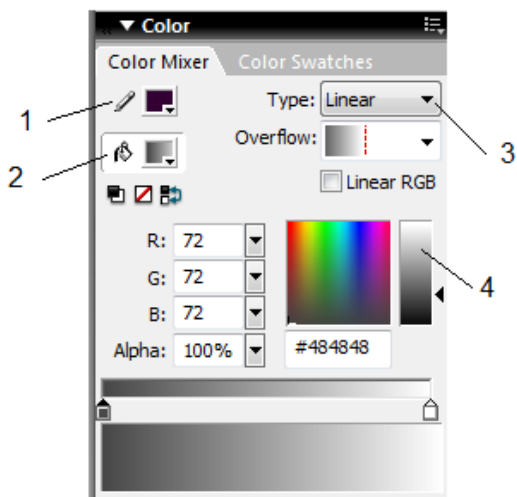 Color
Color Mixer Color Swatches
1
Type: Linear
Overflow:
3
2
Linear RGB
R: 72
G: 72
4
B: 72
Alpha: 100% #484848